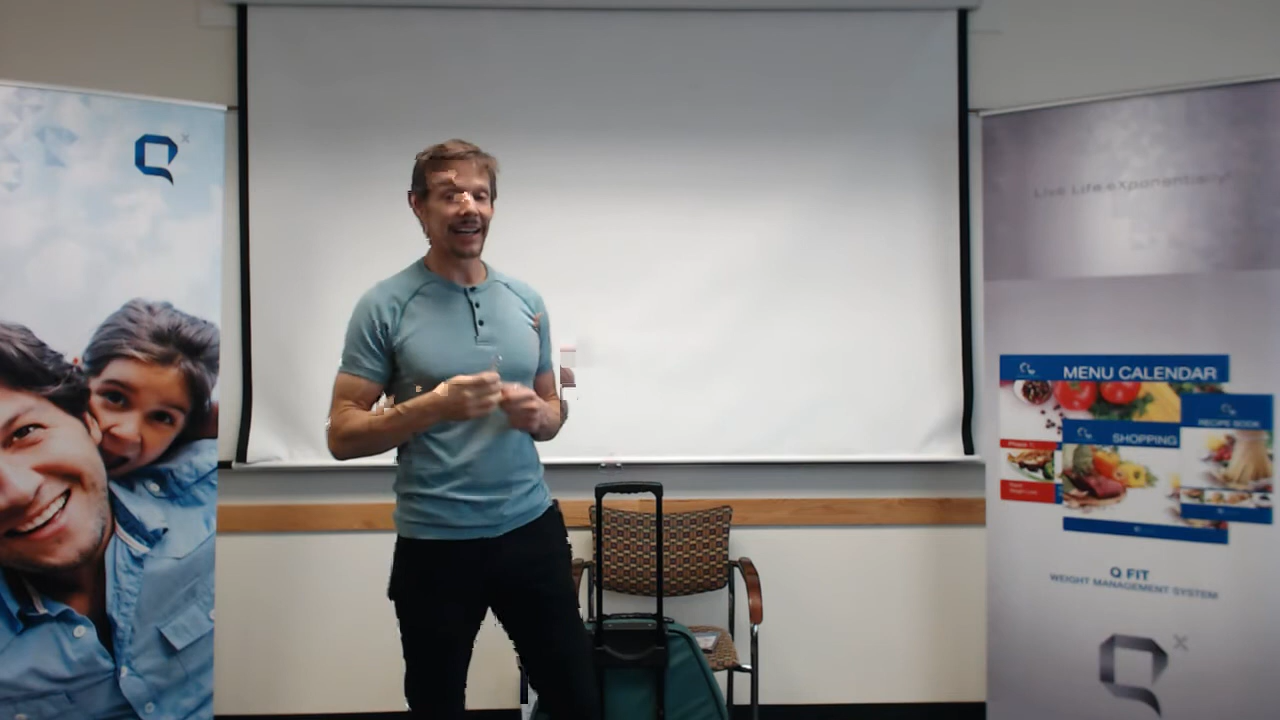 Q X
Live Life eXponentially!
MENU CALENDAR
RECIPE BOOK
SHOPPING
Q FIT
WEIGHT MANAGEMENT SYSTEM
Q X